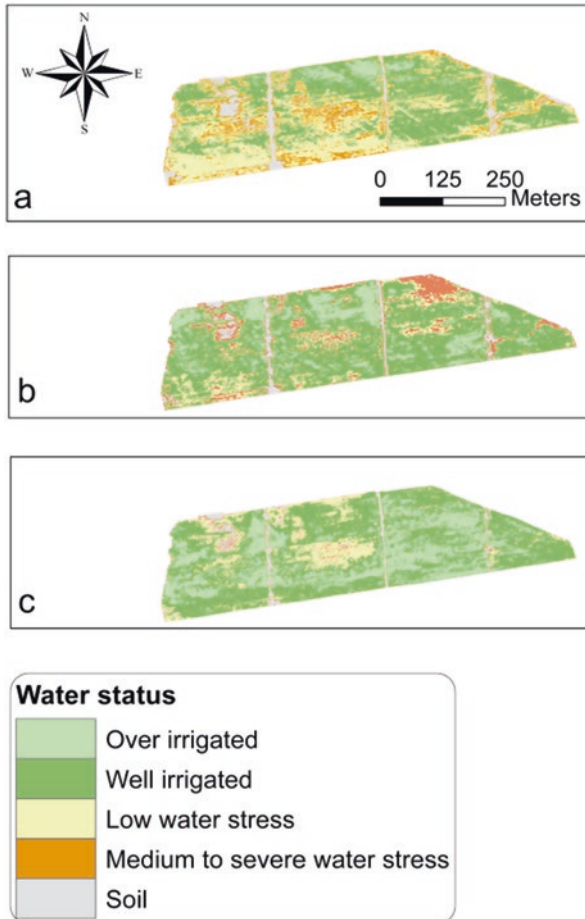 N
W E
S
0 125 250
Meters
a
b
c
Water status
Over irrigated
Well irrigated
Low water stress
Medium to severe water stress
Soil